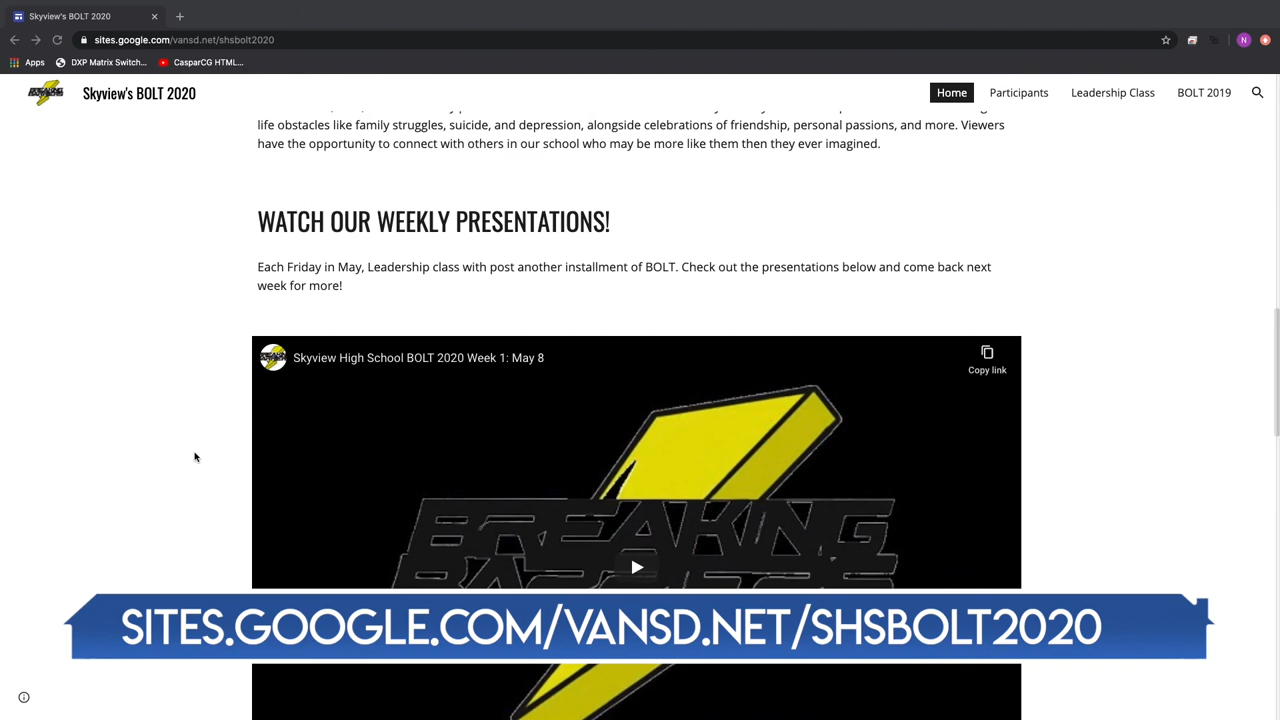 Skyview's BOLT 2020
sites.google.com/vansd.net/shsbolt2020
N
Apps
DXP Matrix Switch...
CasparCG HTML...
Skyview's BOLT 2020
Home
Participants
Leadership Class
BOLT 2019
life obstacles like family struggles, suicide, and depression, alongside celebrations of friendship, personal passions, and more. Viewers
have the opportunity to connect with others in our school who may be more like them then they ever imagined.
WATCH OUR WEEKLY PRESENTATIONS!
Each Friday in May, Leadership class with post another installment of BOLT. Check out the presentations below and come back next
week for more!
Skyview High School BOLT 2020 Week 1: May 8
Copy link
BREAKING
SITES.GOOGLE.COM/VANSD.NET/SHSBOLT2020